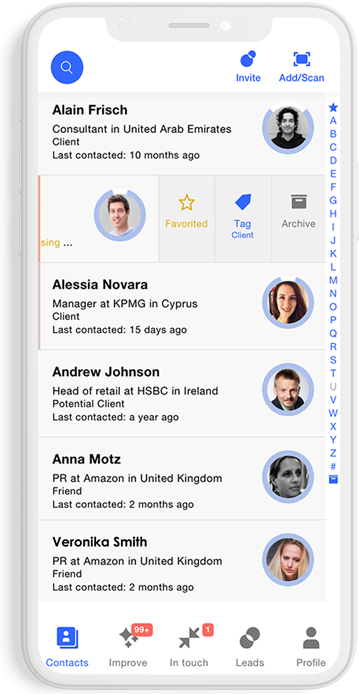 Invite
Add/Scan
Alain Frisch
Consultant in United Arab Emirates
Client
Last contacted: 10 months ago
sing ...
Favorited
Tag
Client
Archive
Alessia Novara
Manager at KPMG in Cyprus
Client
Last contacted: 15 days ago
Andrew Johnson
Head of retail at HSBC in Ireland
Potential Client
Last contacted: a year ago
Anna Motz
PR at Amazon in United Kingdom
Friend
Last contacted: 2 months ago
Veronika Smith
PR at Amazon in United Kingdom
Friend
Last contacted: 2 months ago
A
B
C
D
E
F
G
H
I
J
K
L
M
N
O
P
Q
R
S
T
U
V
W
X
Y
Z
#
99+
1
Contacts
Improve
In touch
Leads
Profile